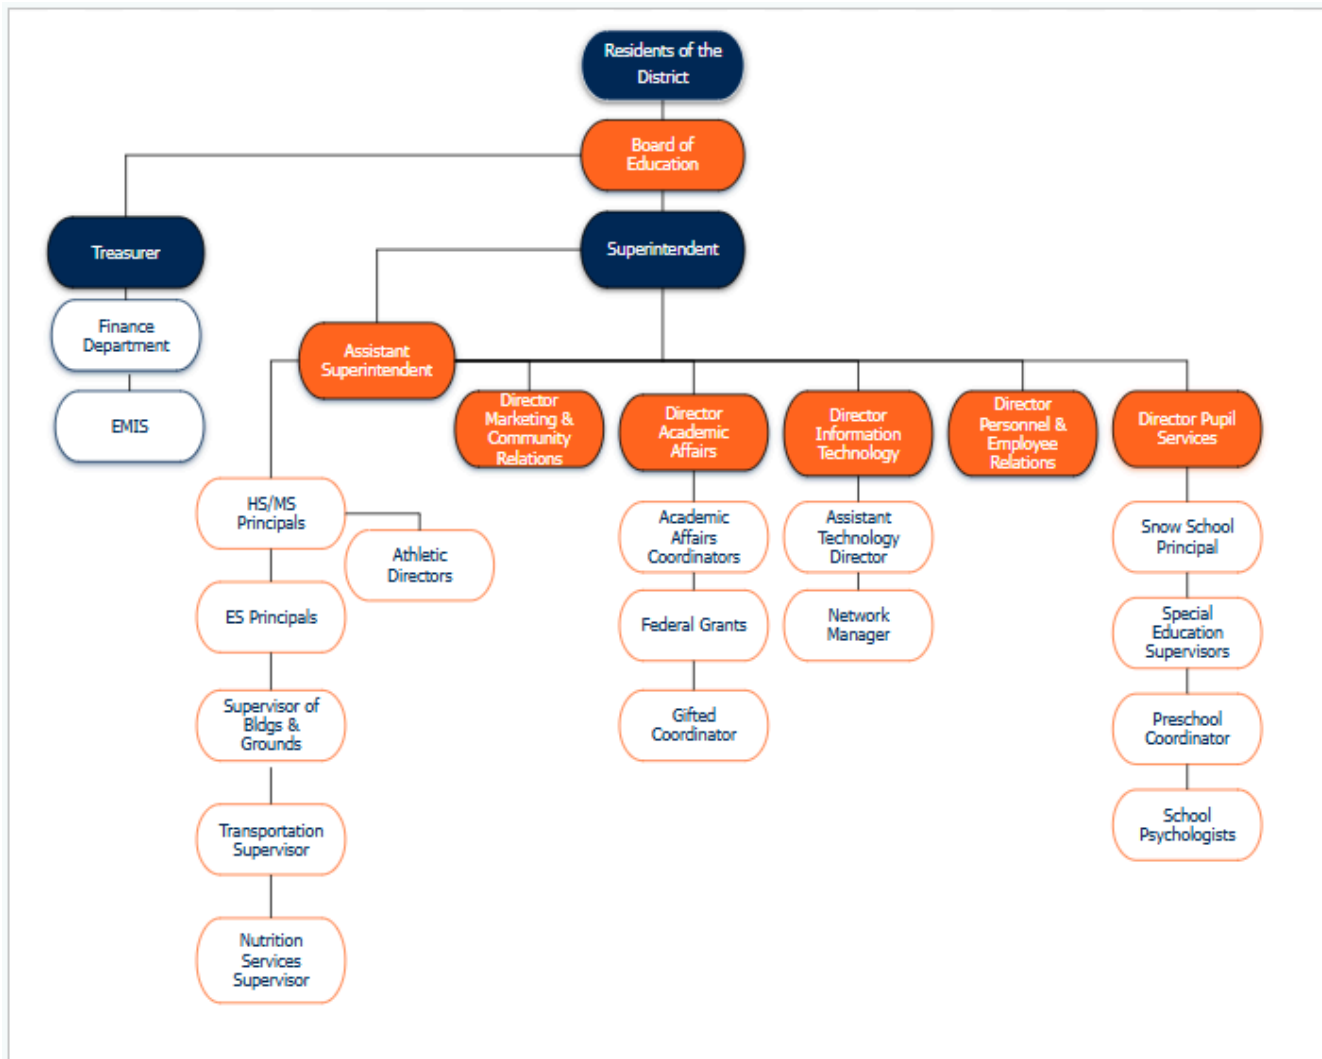 Residents of the
District
Board of
Education
Treasurer
Superintendent
Finance
Department
EMIS
Assistant
Superintendent
Director
Marketing &
Community
Relations
Director
Academic
Affairs
Director
Information
Technology
Director
Personnel &
Employee
Relations
Director Pupil
Services
HS/MS
Principals
Athletic
Directors
ES Principals
Supervisor of
Bldgs &
Grounds
Transportation
Supervisor
Nutrition
Services
Supervisor
Academic
Affairs
Coordinators
Federal Grants
Gifted
Coordinator
Assistant
Technology
Director
Network
Manager
Snow School
Principal
Special
Education
Supervisors
Preschool
Coordinator
School
Psychologists